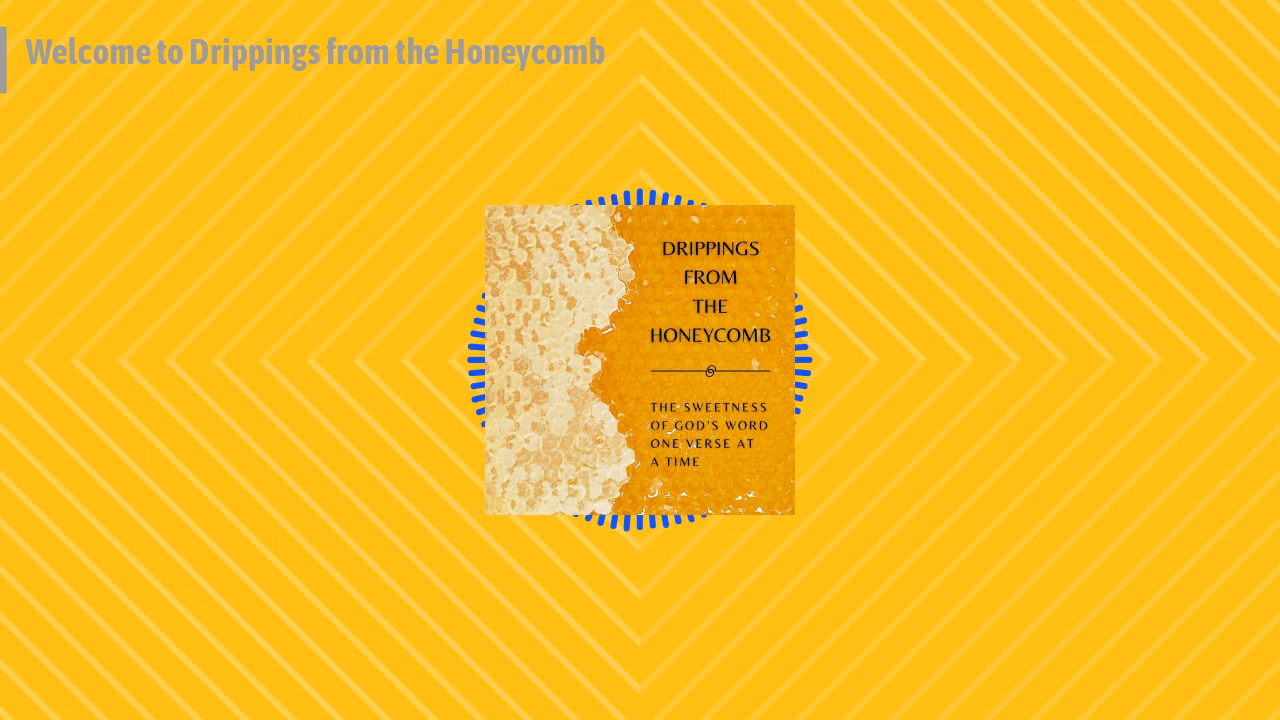 Welcome to Drippings from the Honeycomb
DRIPPINGS
FROM
THE
HONEYCOMB
THE SWEETNESS
OF GOD'S WORD
ONE VERSE AT
A TIME